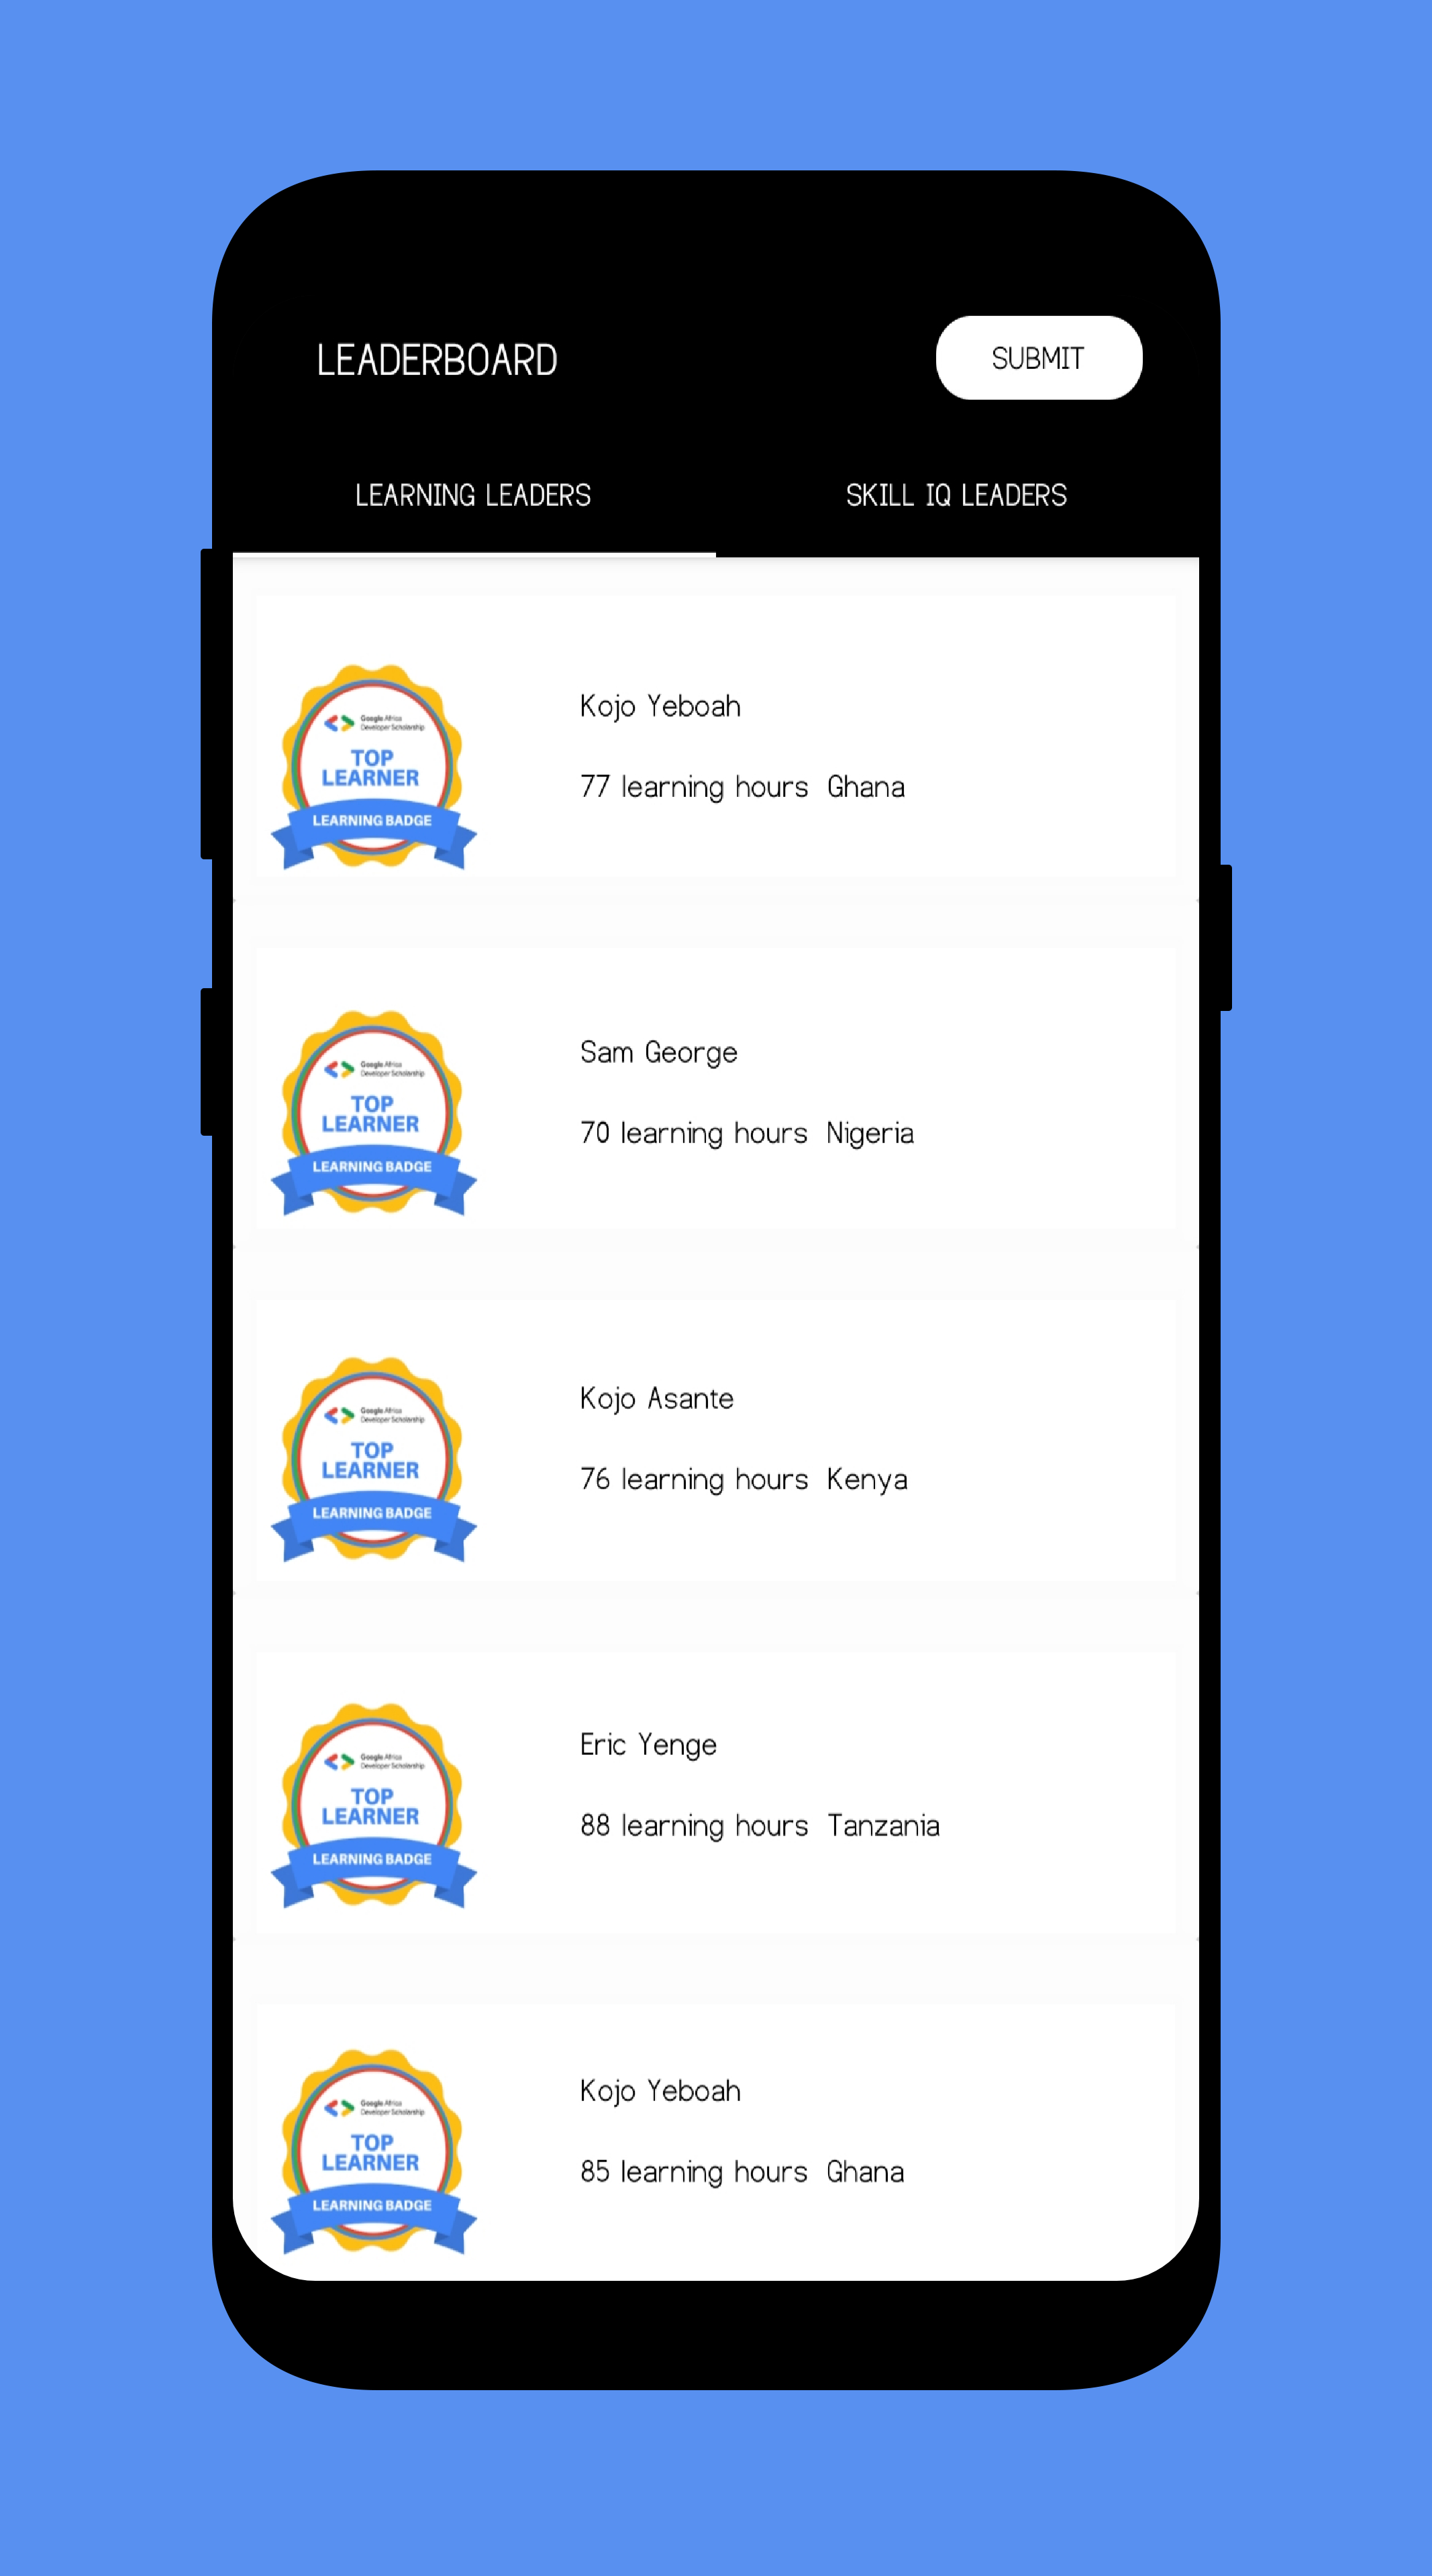 LEADERBOARD
SUBMIT
LEARNING LEADERS
SKILL IQ LEADERS
Google Africa
Developer Scholarship
TOP
LEARNER
LEARNING BADGE
Kojo Yeboah
77 learning hours Ghana
Google Africa
Developer Scholarship
TOP
LEARNER
LEARNING BADGE
Sam George
70 learning hours Nigeria
Google Africa
Developer Scholarship
TOP
LEARNER
LEARNING BADGE
Kojo Asante
76 learning hours Kenya
Google Africa
Developer Scholarship
TOP
LEARNER
LEARNING BADGE
Eric Yenge
88 learning hours Tanzania
Google Africa
Developer Scholarship
TOP
LEARNER
LEARNING BADGE
Kojo Yeboah
85 learning hours Ghana